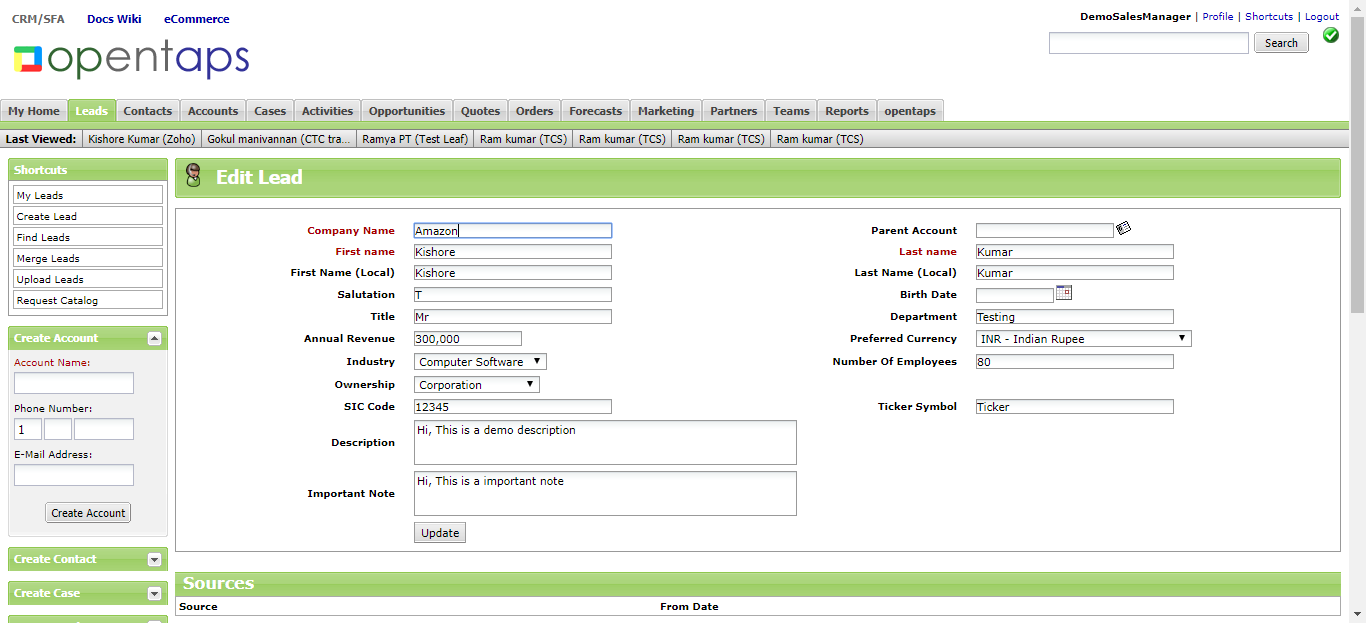 CRM/SFA Docs Wiki eCommerce
DemoSalesManager | Profile | Shortcuts | Logout
opentaps
Search
My Home Leads Contacts Accounts Cases Activities Opportunities Quotes Orders Forecasts Marketing Partners Teams Reports opentaps
Last Viewed: Kishore Kumar (Zoho) Gokul manivannan (CTC tra... Ramya PT (Test Leaf) Ram kumar (TCS) Ram kumar (TCS) Ram kumar (TCS) Ram kumar (TCS)
Shortcuts
My Leads
Create Lead
Find Leads
Merge Leads
Upload Leads
Request Catalog
Create Account
Account Name:
Phone Number:
1
E-Mail Address:
Create Account
Create Contact
Create Case
Edit Lead
Company Name Amazon Parent Account
First name Kishore Last name Kumar
First Name (Local) Kishore Last Name (Local) Kumar
Salutation T Birth Date
Title Mr Department Testing
Annual Revenue 300,000 Preferred Currency INR - Indian Rupee
Industry Computer Software Number Of Employees 80
Ownership Corporation
SIC Code 12345 Ticker Symbol Ticker
Description Hi, This is a demo description
Important Note Hi, This is a important note
Update
Sources
Source From Date